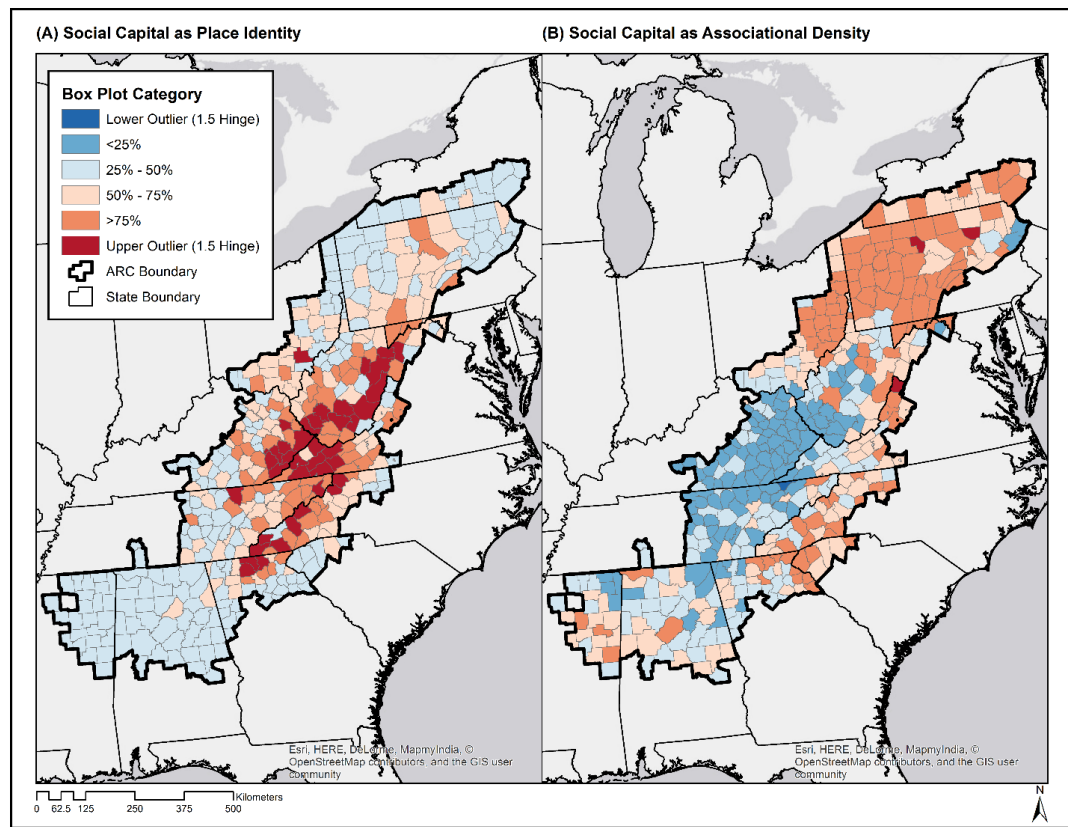 (A) Social Capital as Place Identity
(B) Social Capital as Associational Density
Box Plot Category
Lower Outlier (1.5 Hinge)
<25%
25% - 50%
50% - 75%
>75%
Upper Outlier (1.5 Hinge)
ARC Boundary
State Boundary
Esri, HERE, DeLorme, MapmyIndia, ©
OpenStreetMap contributors, and the GIS user
community
Esri, HERE, DeLorme, MapmyIndia, ©
OpenStreetMap contributors, and the GIS user
community
Kilometers
0 62.5 125 250 375 500
N